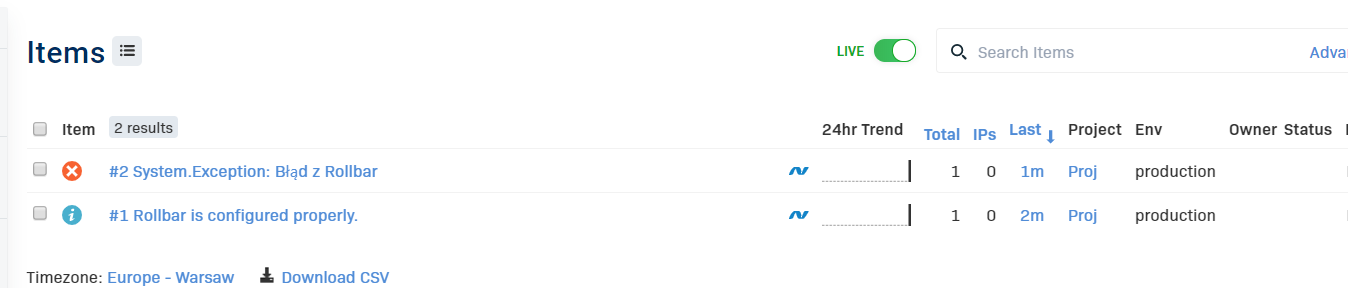 Items LIVE Search Items Adva
Item 2 results 24hr Trend Total IPs Last Project Env Owner Status
#2 System.Exception: Błąd z Rollbar 1 0 1m Proj production
#1 Rollbar is configured properly. 1 0 2m Proj production
Timezone: Europe - Warsaw Download CSV